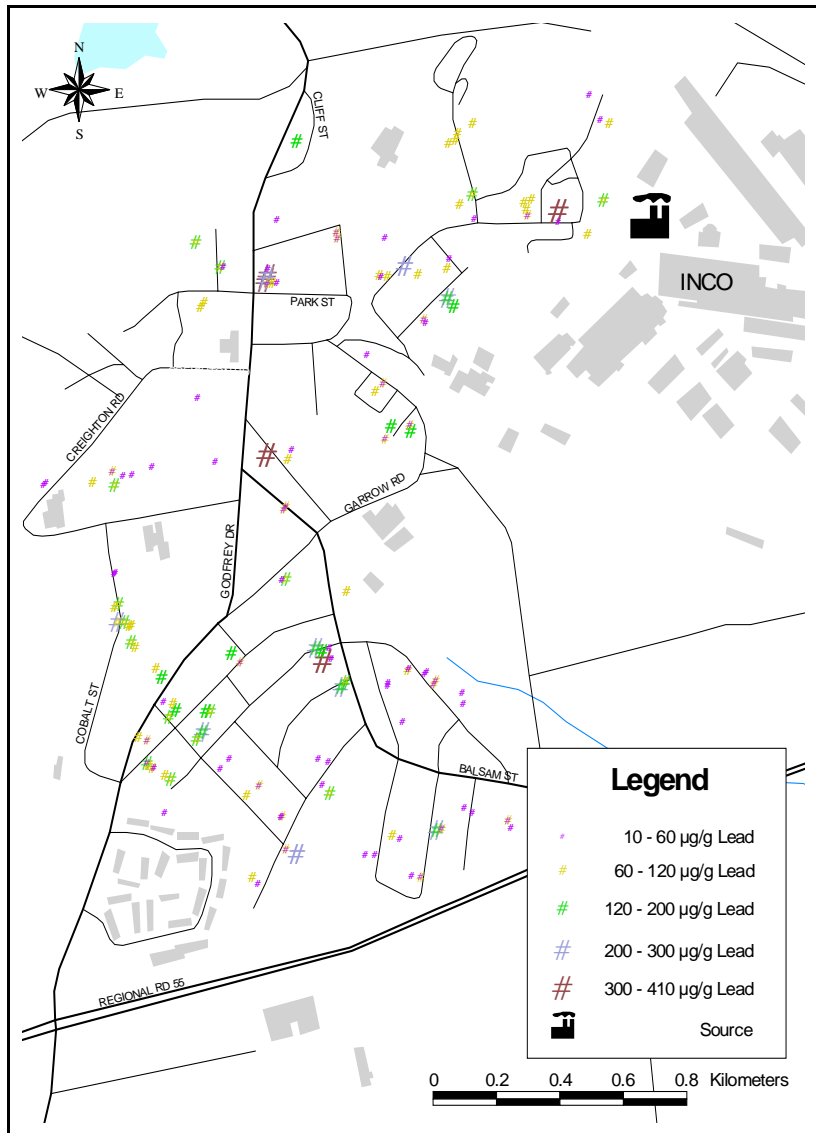 N
W
E
S
CLIFF ST
INCO
PARK ST
CREIGHTON RD
GARROW RD
GODFREY DR
COBALT ST
BALSAM ST
Legend
# 10 - 60 µg/g Lead
# 60 - 120 µg/g Lead
# 120 - 200 µg/g Lead
# 200 - 300 µg/g Lead
# 300 - 410 µg/g Lead
Source
REGIONAL RD 55
0 0.2 0.4 0.6 0.8 Kilometers